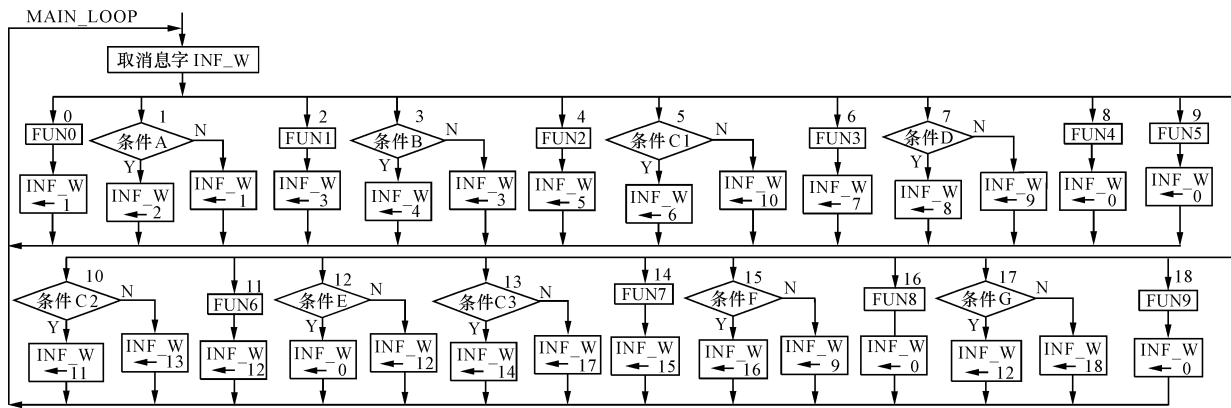 MAIN_LOOP
取消息字 INF_W
0 1 2 3 4 5 6 7 8 9
FUN0 条件A N FUN1 条件B N FUN2 条件C1 N FUN3 条件D N FUN4 FUN5
Y Y Y Y
INF_W INF_W INF_W INF_W INF_W INF_W INF_W INF_W INF_W INF_W INF_W INF_W INF_W INF_W
←1 ←2 ←1 ←3 ←4 ←3 ←5 ←6 ←10 ←7 ←8 ←9 ←0 ←0
10 11 12 13 14 15 16 17 18
条件C2 N FUN6 条件E N 条件C3 N FUN7 条件F N FUN8 条件G N FUN9
Y Y Y Y Y
INF_W INF_W INF_W INF_W INF_W INF_W INF_W INF_W INF_W INF_W INF_W INF_W INF_W INF_W
←11 ←13 ←12 ←0 ←12 ←14 ←17 ←15 ←16 ←9 ←0 ←12 ←18 ←0